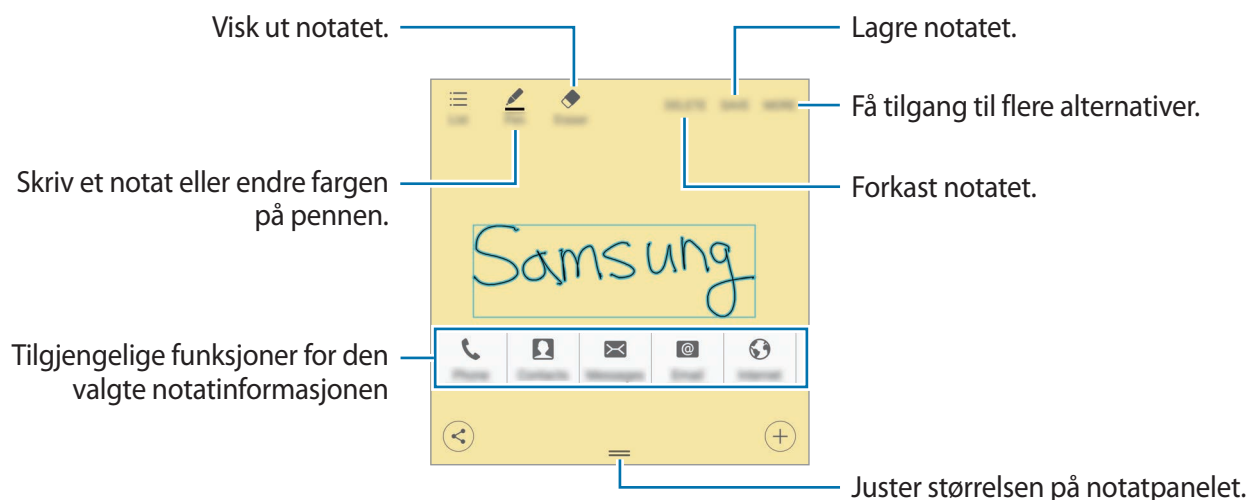 Visk ut notatet.
Lagre notatet.
Få tilgang til flere alternativer.
Skriv et notat eller endre fargen
på pennen.
Forkast notatet.
Samsung
Tilgjengelige funksjoner for den
valgte notatinformasjonen
Juster størrelsen på notatpanelet.